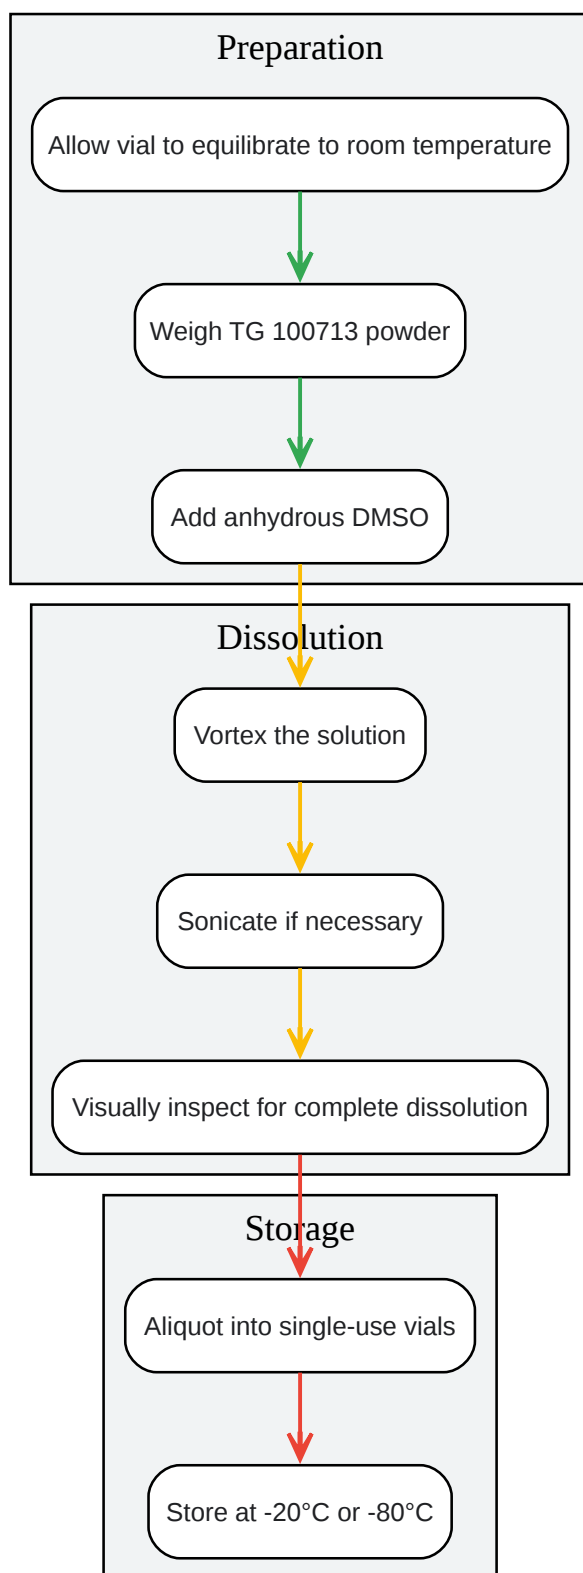 Preparation
Allow vial to equilibrate to room temperature
Weigh TG 100713 powder
Add anhydrous DMSO
Dissolution
Vortex the solution
Sonicate if necessary
Visually inspect for complete dissolution
Storage
Aliquot into single-use vials
Store at -20°C or -80°C